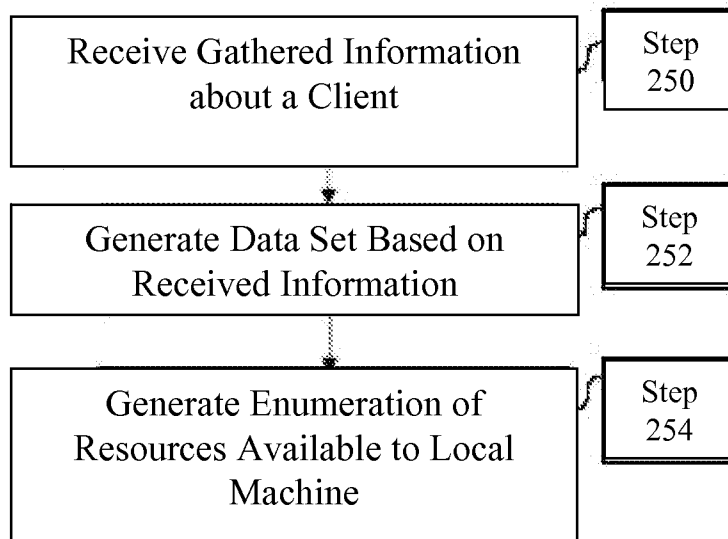 Receive Gathered Information
about a Client
Step
250
Generate Data Set Based on
Received Information
Step
252
Generate Enumeration of
Resources Available to Local
Machine
Step
254